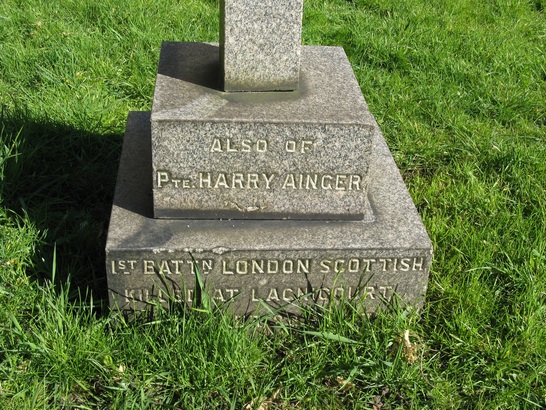 ALSO OF
PTE. HARRY AINGER
1ST BATTN LONDON SCOTTISH
KILLED AT LAGNICOURT